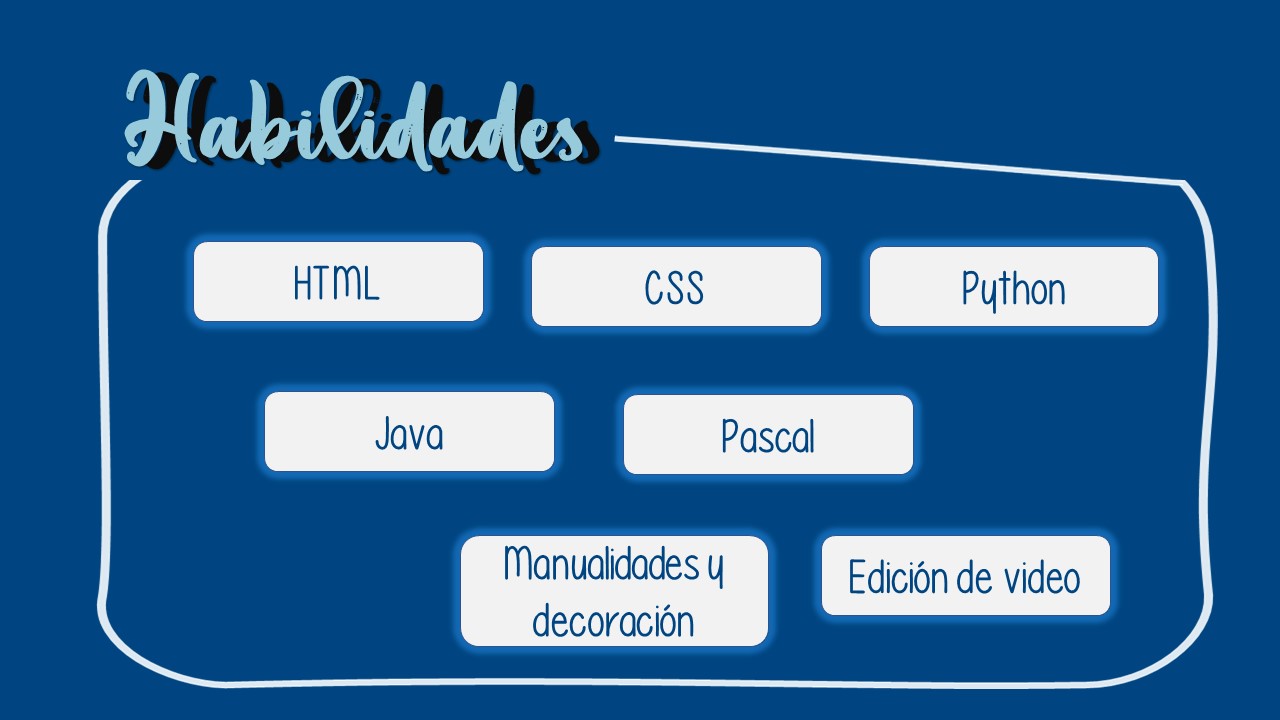 Habilidades
HTML
CSS
Python
Java
Pascal
Manualidades y
decoración
Edición de video